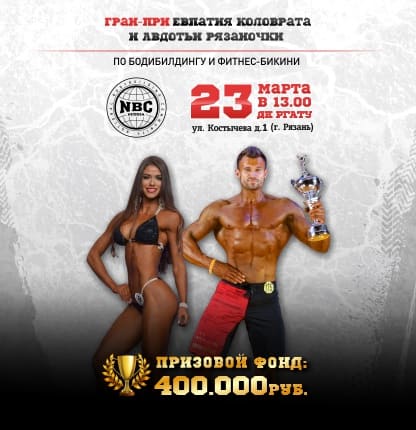 ГРАН-ПРИ ЕВПАТИЯ КОЛОВРАТА
И АВДОТЬИ РЯЗАНОЧКИ
ПО БОДИБИЛДИНГУ И ФИТНЕС-БИКИНИ
NBC
23
МАРТА
В 13.00
ДК РГАТУ
ул. Костычева д.1 (г. Рязань)
ПРИЗОВОЙ ФОНД:
400.000РУБ.